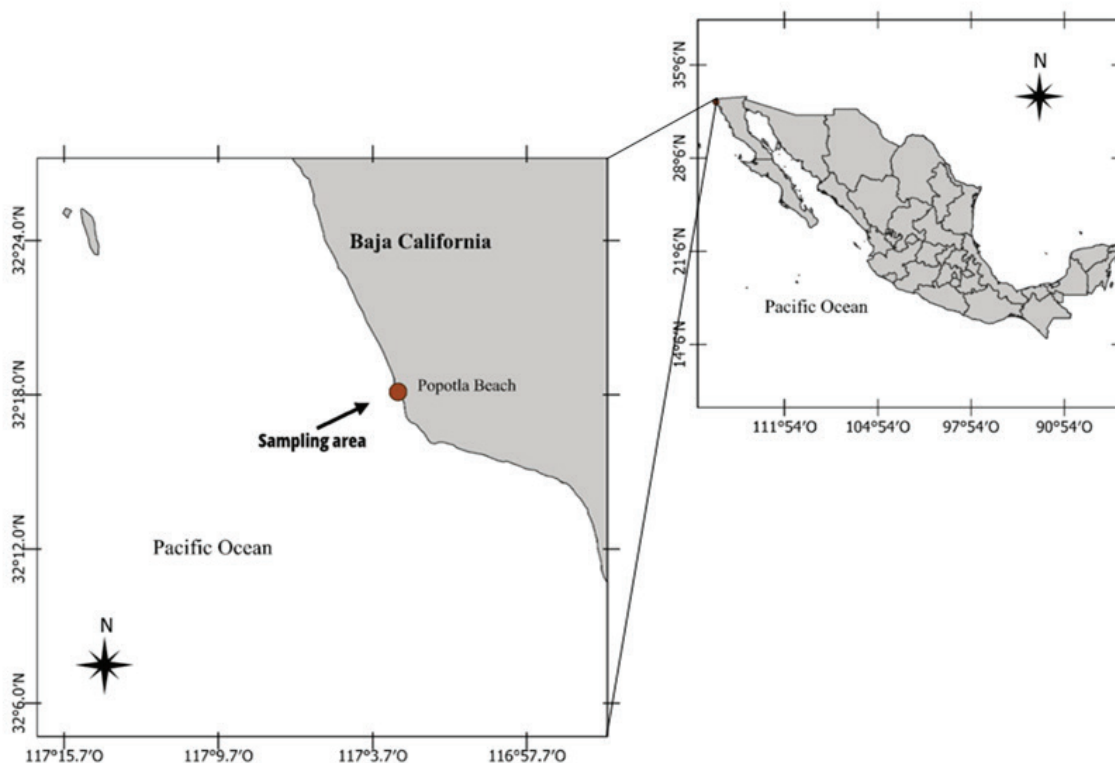 N
35°6'N
28°6'N
21°6'N
14°6'N
Pacific Ocean
111°54'O
104°54'O
97°54'O
90°54'O
32°24.0'N
32°18.0'N
32°12.0'N
32°6.0'N
Baja California
Popotla Beach
Sampling area
Pacific Ocean
N
117°15.7'O
117°9.7'O
117°3.7'O
116°57.7'O